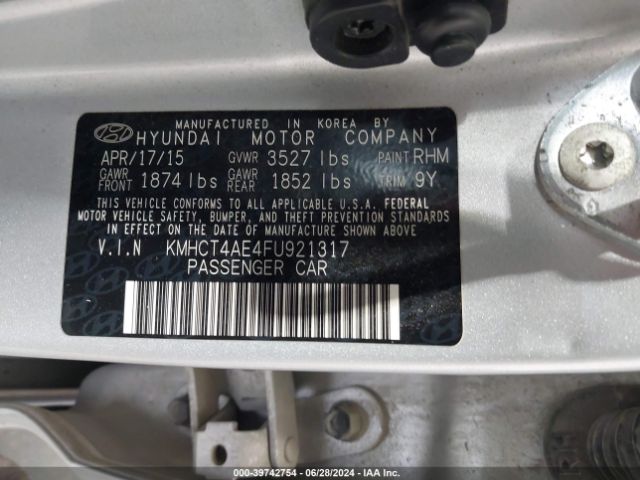 MANUFACTURED IN KOREA BY
HYUNDAI MOTOR COMPANY
APR/17/15 GVWR 3527 lbs PAINT RHM
GAWR FRONT 1874 lbs GAWR REAR 1852 lbs TRIM 9Y
THIS VEHICLE CONFORMS TO ALL APPLICABLE U.S. FEDERAL
MOTOR VEHICLE SAFETY, BUMPER, AND THEFT PREVENTION STANDARDS
IN EFFECT ON THE DATE OF MANUFACTURE SHOWN ABOVE.
V.I.N KMHCT4AE4FU921317
PASSENGER CAR
000-39742754 | 06/28/2024 | IAA Inc.